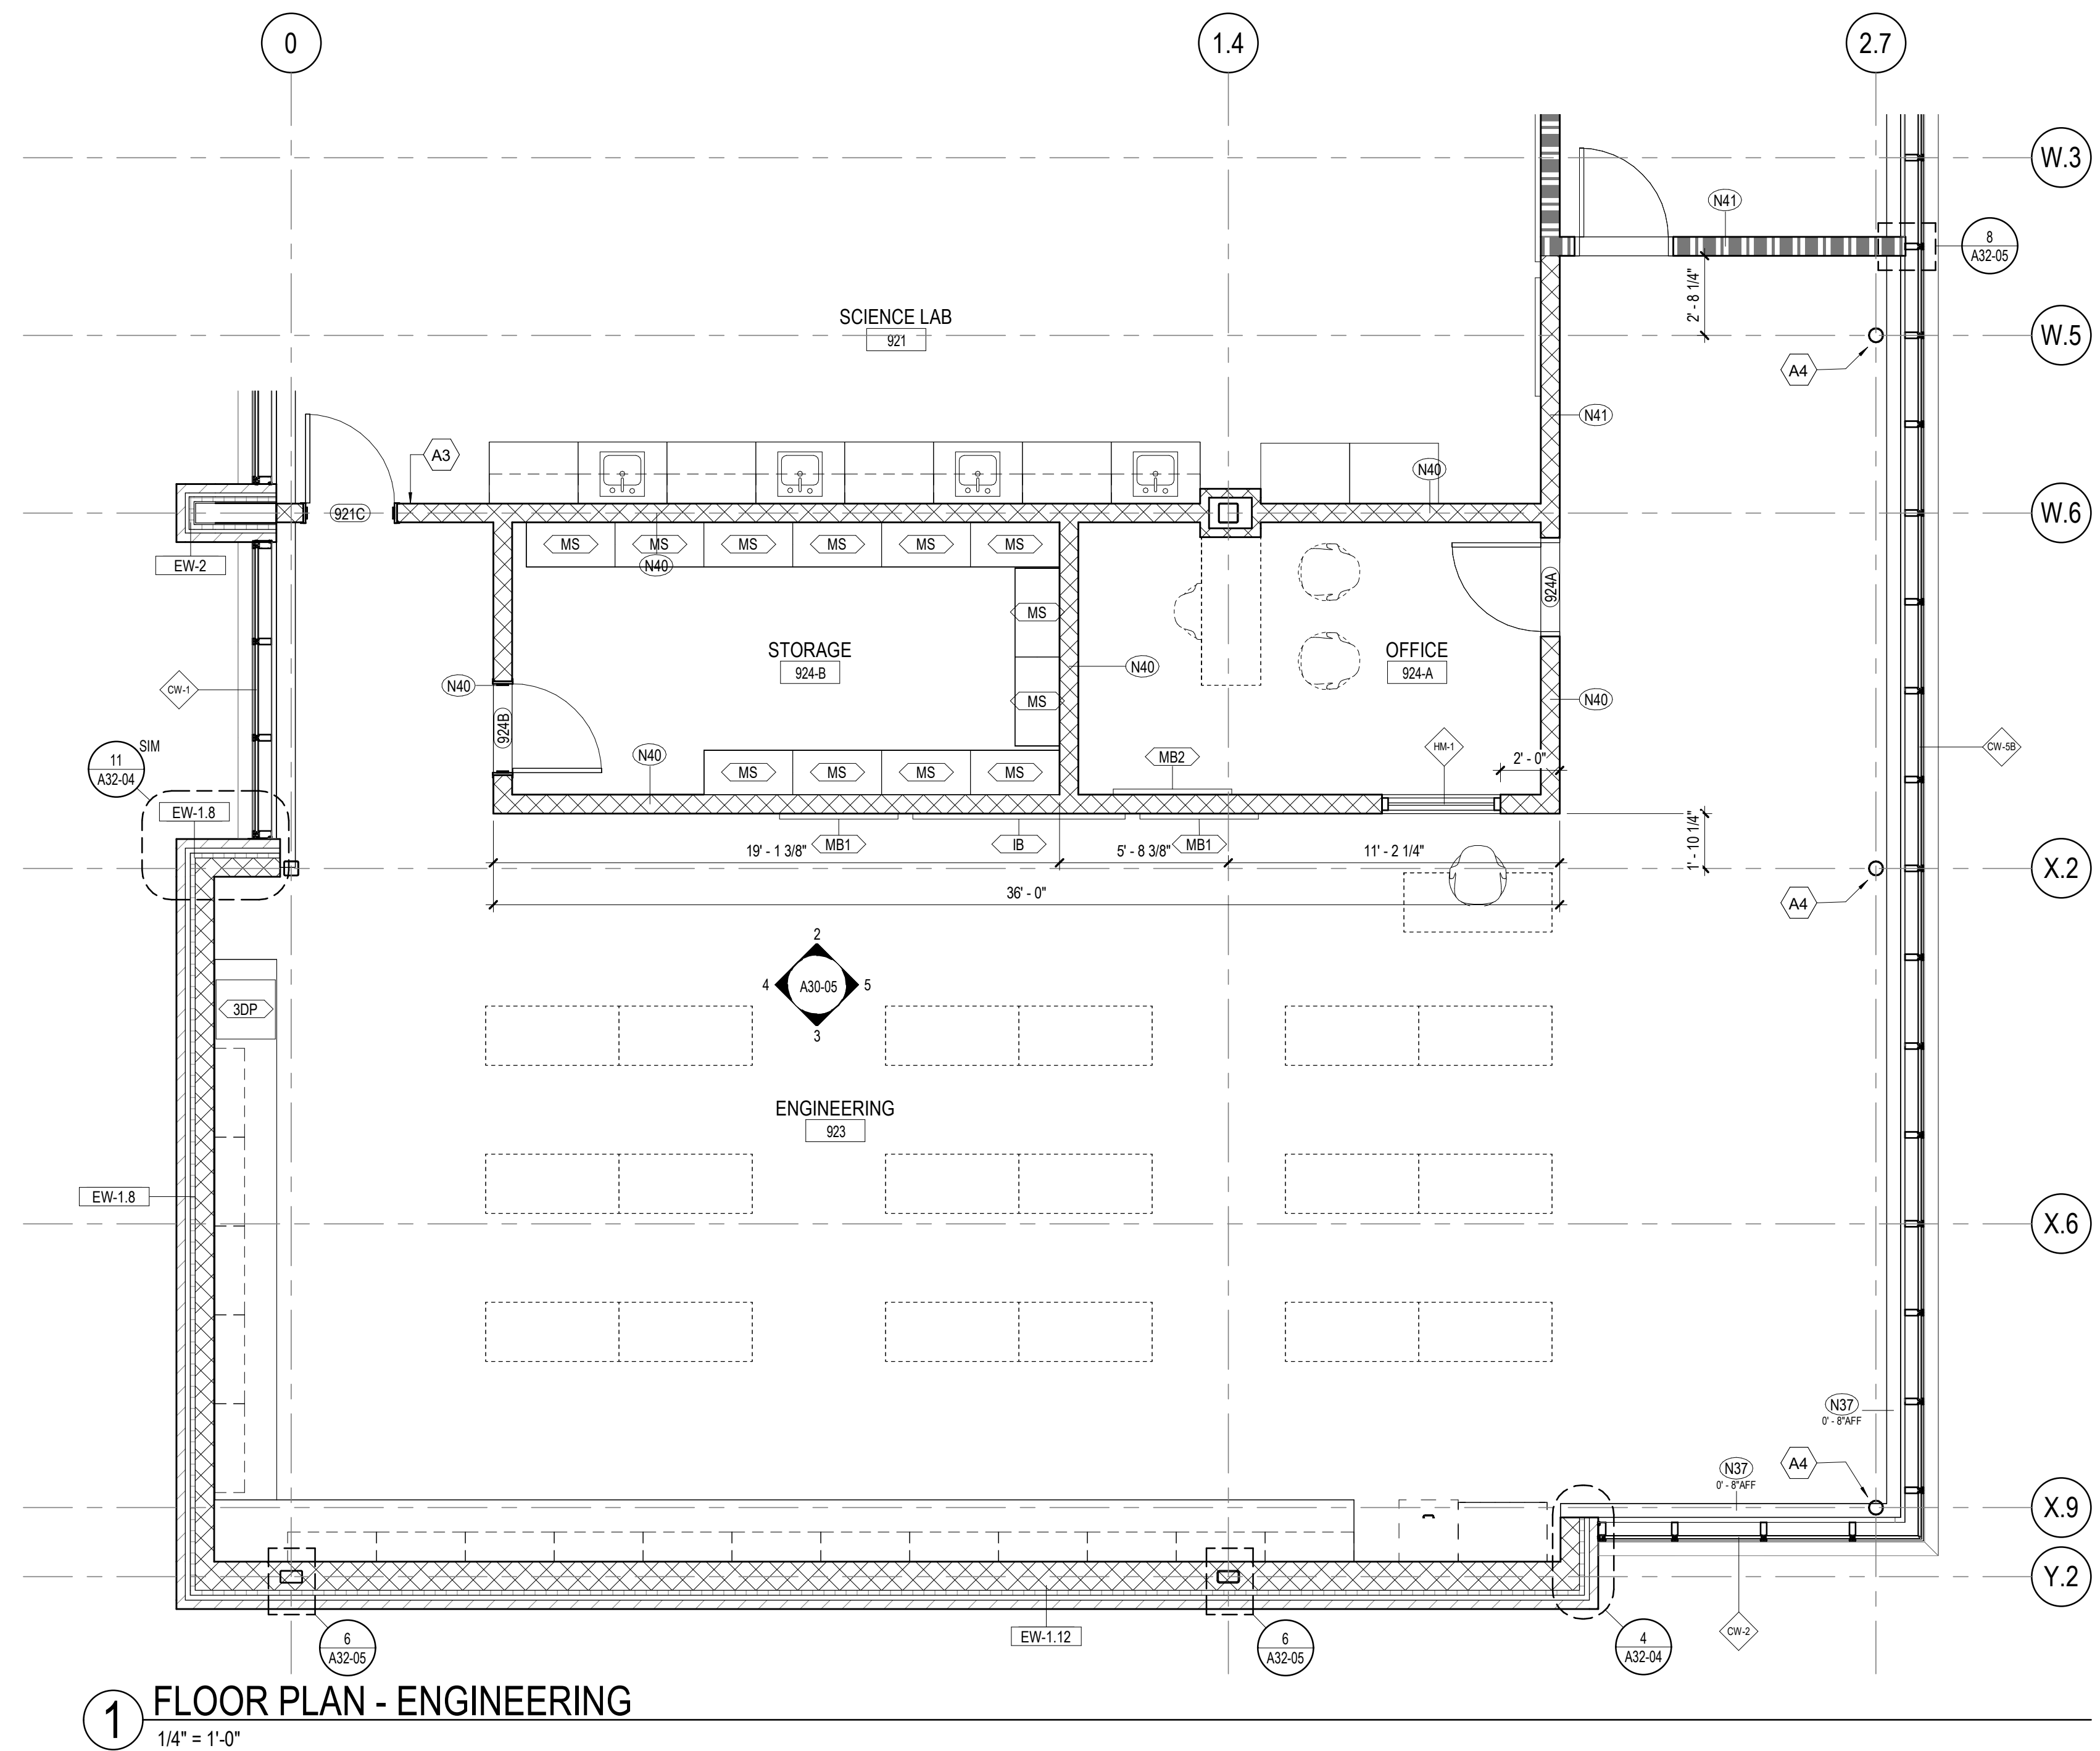 0
1.4
2.7
W.3
N41
8
A32-05
2' - 8 1/4"
SCIENCE LAB
921
W.5
A4
N41
A3
N40
921C
W.6
EW-2
MS
MS
MS
MS
MS
MS
N40
924A
MS
STORAGE
924-B
OFFICE
924-A
N40
N40
CW-1
MS
N40
924B
SIM
11
A32-04
N40
MB2
HM-1
2' - 0"
CW-5B
MS
MS
MS
MS
EW-1.8
1' - 10 1/4"
19' - 1 3/8"
MB1
IB
5' - 8 3/8"
MB1
11' - 2 1/4"
X.2
36' - 0"
A4
2
4
A30-05
5
3
3DP
ENGINEERING
923
EW-1.8
X.6
N37
0' - 8"AFF
N37
0' - 8"AFF
A4
X.9
Y.2
EW-1.12
CW-2
6
A32-05
6
A32-05
4
A32-04
1
FLOOR PLAN - ENGINEERING
1/4" = 1'-0"